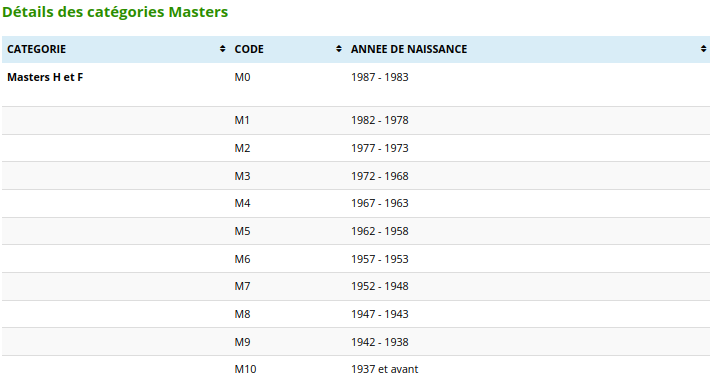 Détails des catégories Masters
CATEGORIE CODE ANNEE DE NAISSANCE
Masters H et F M0 1987 - 1983
M1 1982 - 1978
M2 1977 - 1973
M3 1972 - 1968
M4 1967 - 1963
M5 1962 - 1958
M6 1957 - 1953
M7 1952 - 1948
M8 1947 - 1943
M9 1942 - 1938
M10 1937 et avant